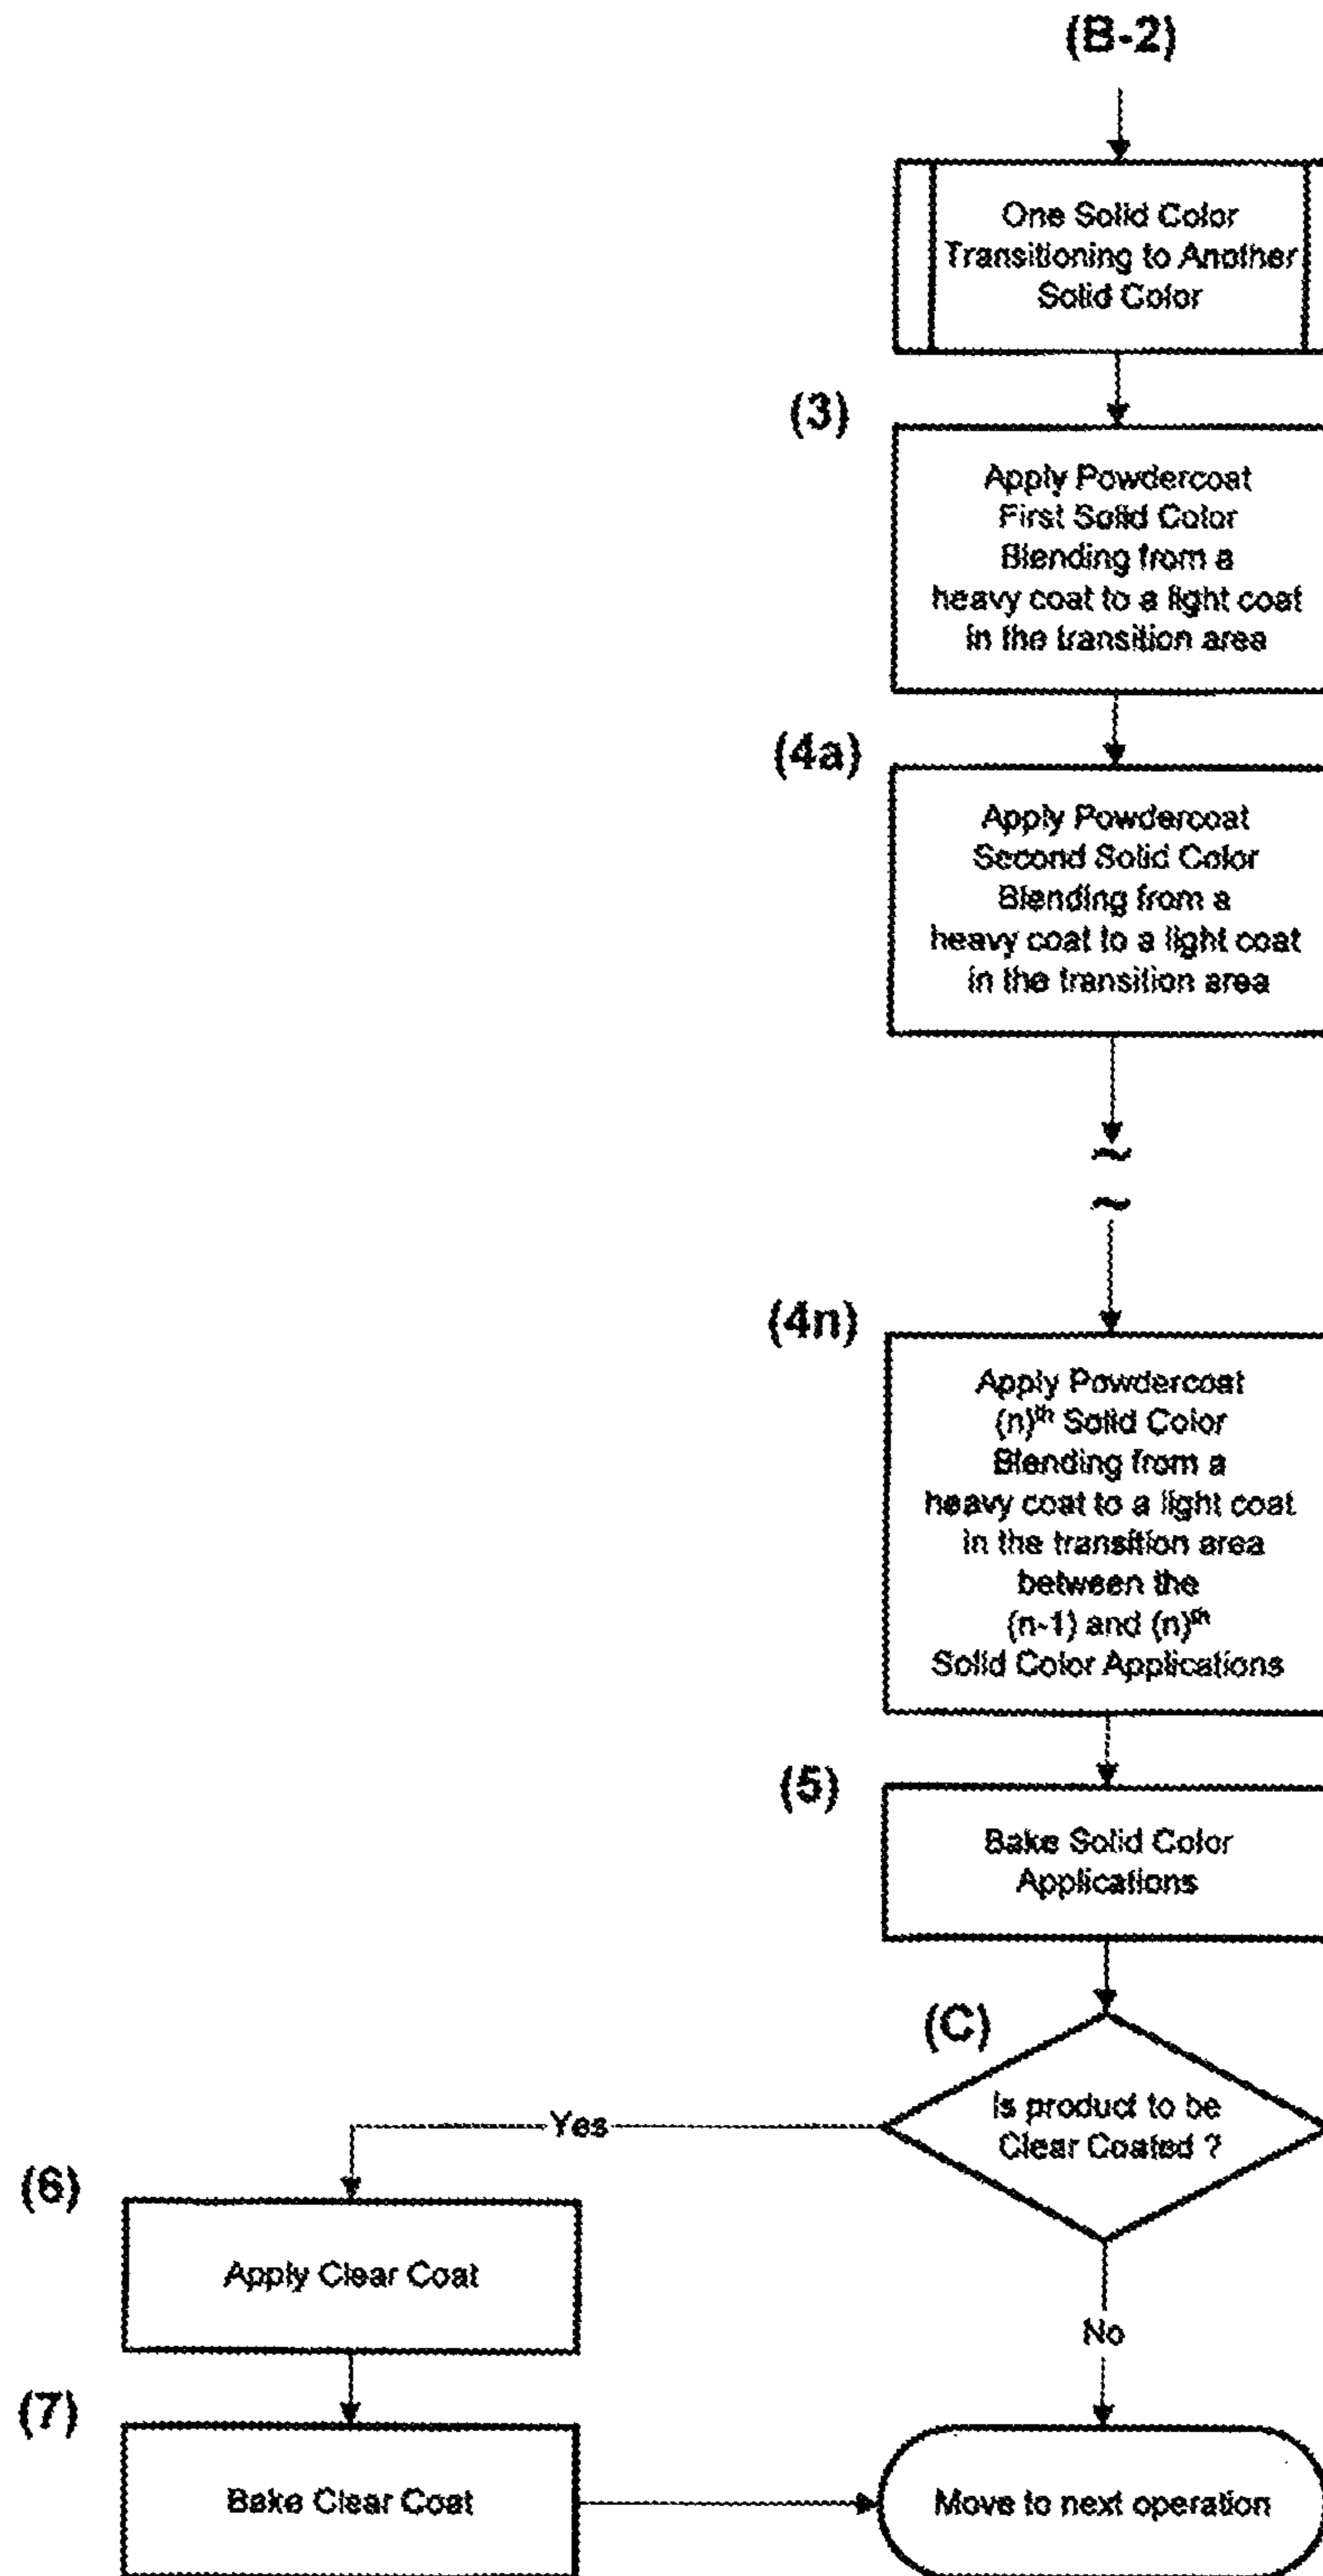 (B-2)
One Solid Color
Transitioning to Another
Solid Color
(3)
Apply Powdercoat
First Solid Color
Blending from a
heavy coat to a light coat
in the transition area
(4a)
Apply Powdercoat
Second Solid Color
Blending from a
heavy coat to a light coat
in the transition area
~
~
(4n)
Apply Powdercoat
(n)th Solid Color
Blending from a
heavy coat to a light coat
in the transition area
between the
(n-1) and (n)th
Solid Color Applications
(5)
Bake Solid Color
Applications
(C)
Is product to be
Clear Coated ?
Yes
(6)
Apply Clear Coat
No
(7)
Bake Clear Coat
Move to next operation